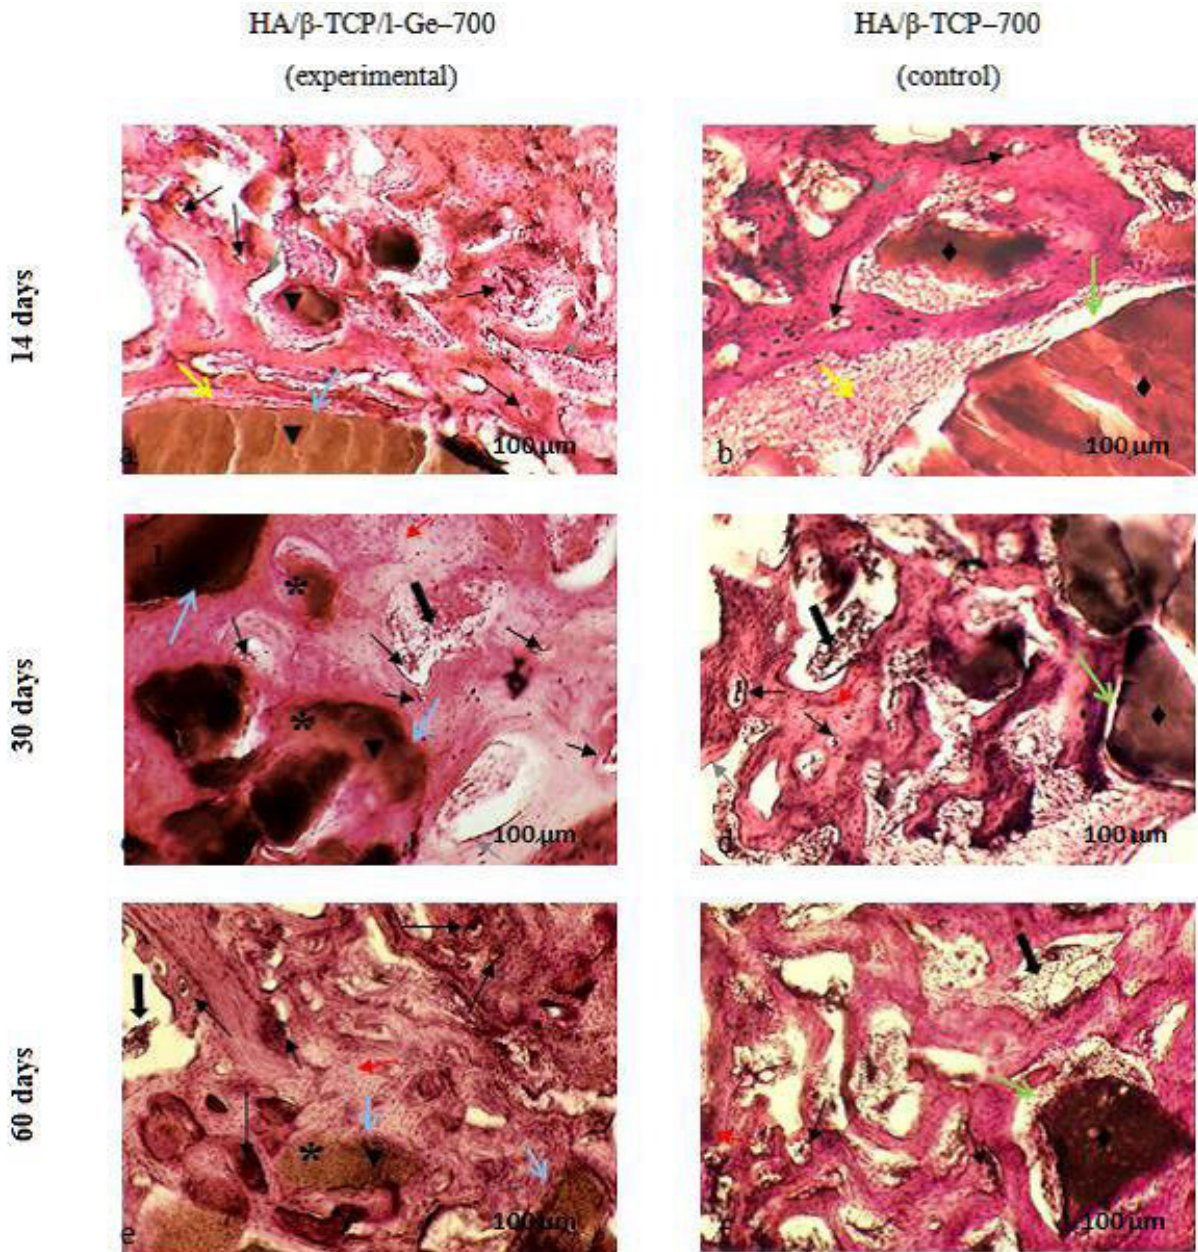 HA/β-TCP/l-Ge–700
(experimental)
HA/β-TCP–700
(control)
14 days
a
100 µm
b
100 µm
30 days
100 µm
d
100 µm
60 days
e
100 µm
100 µm